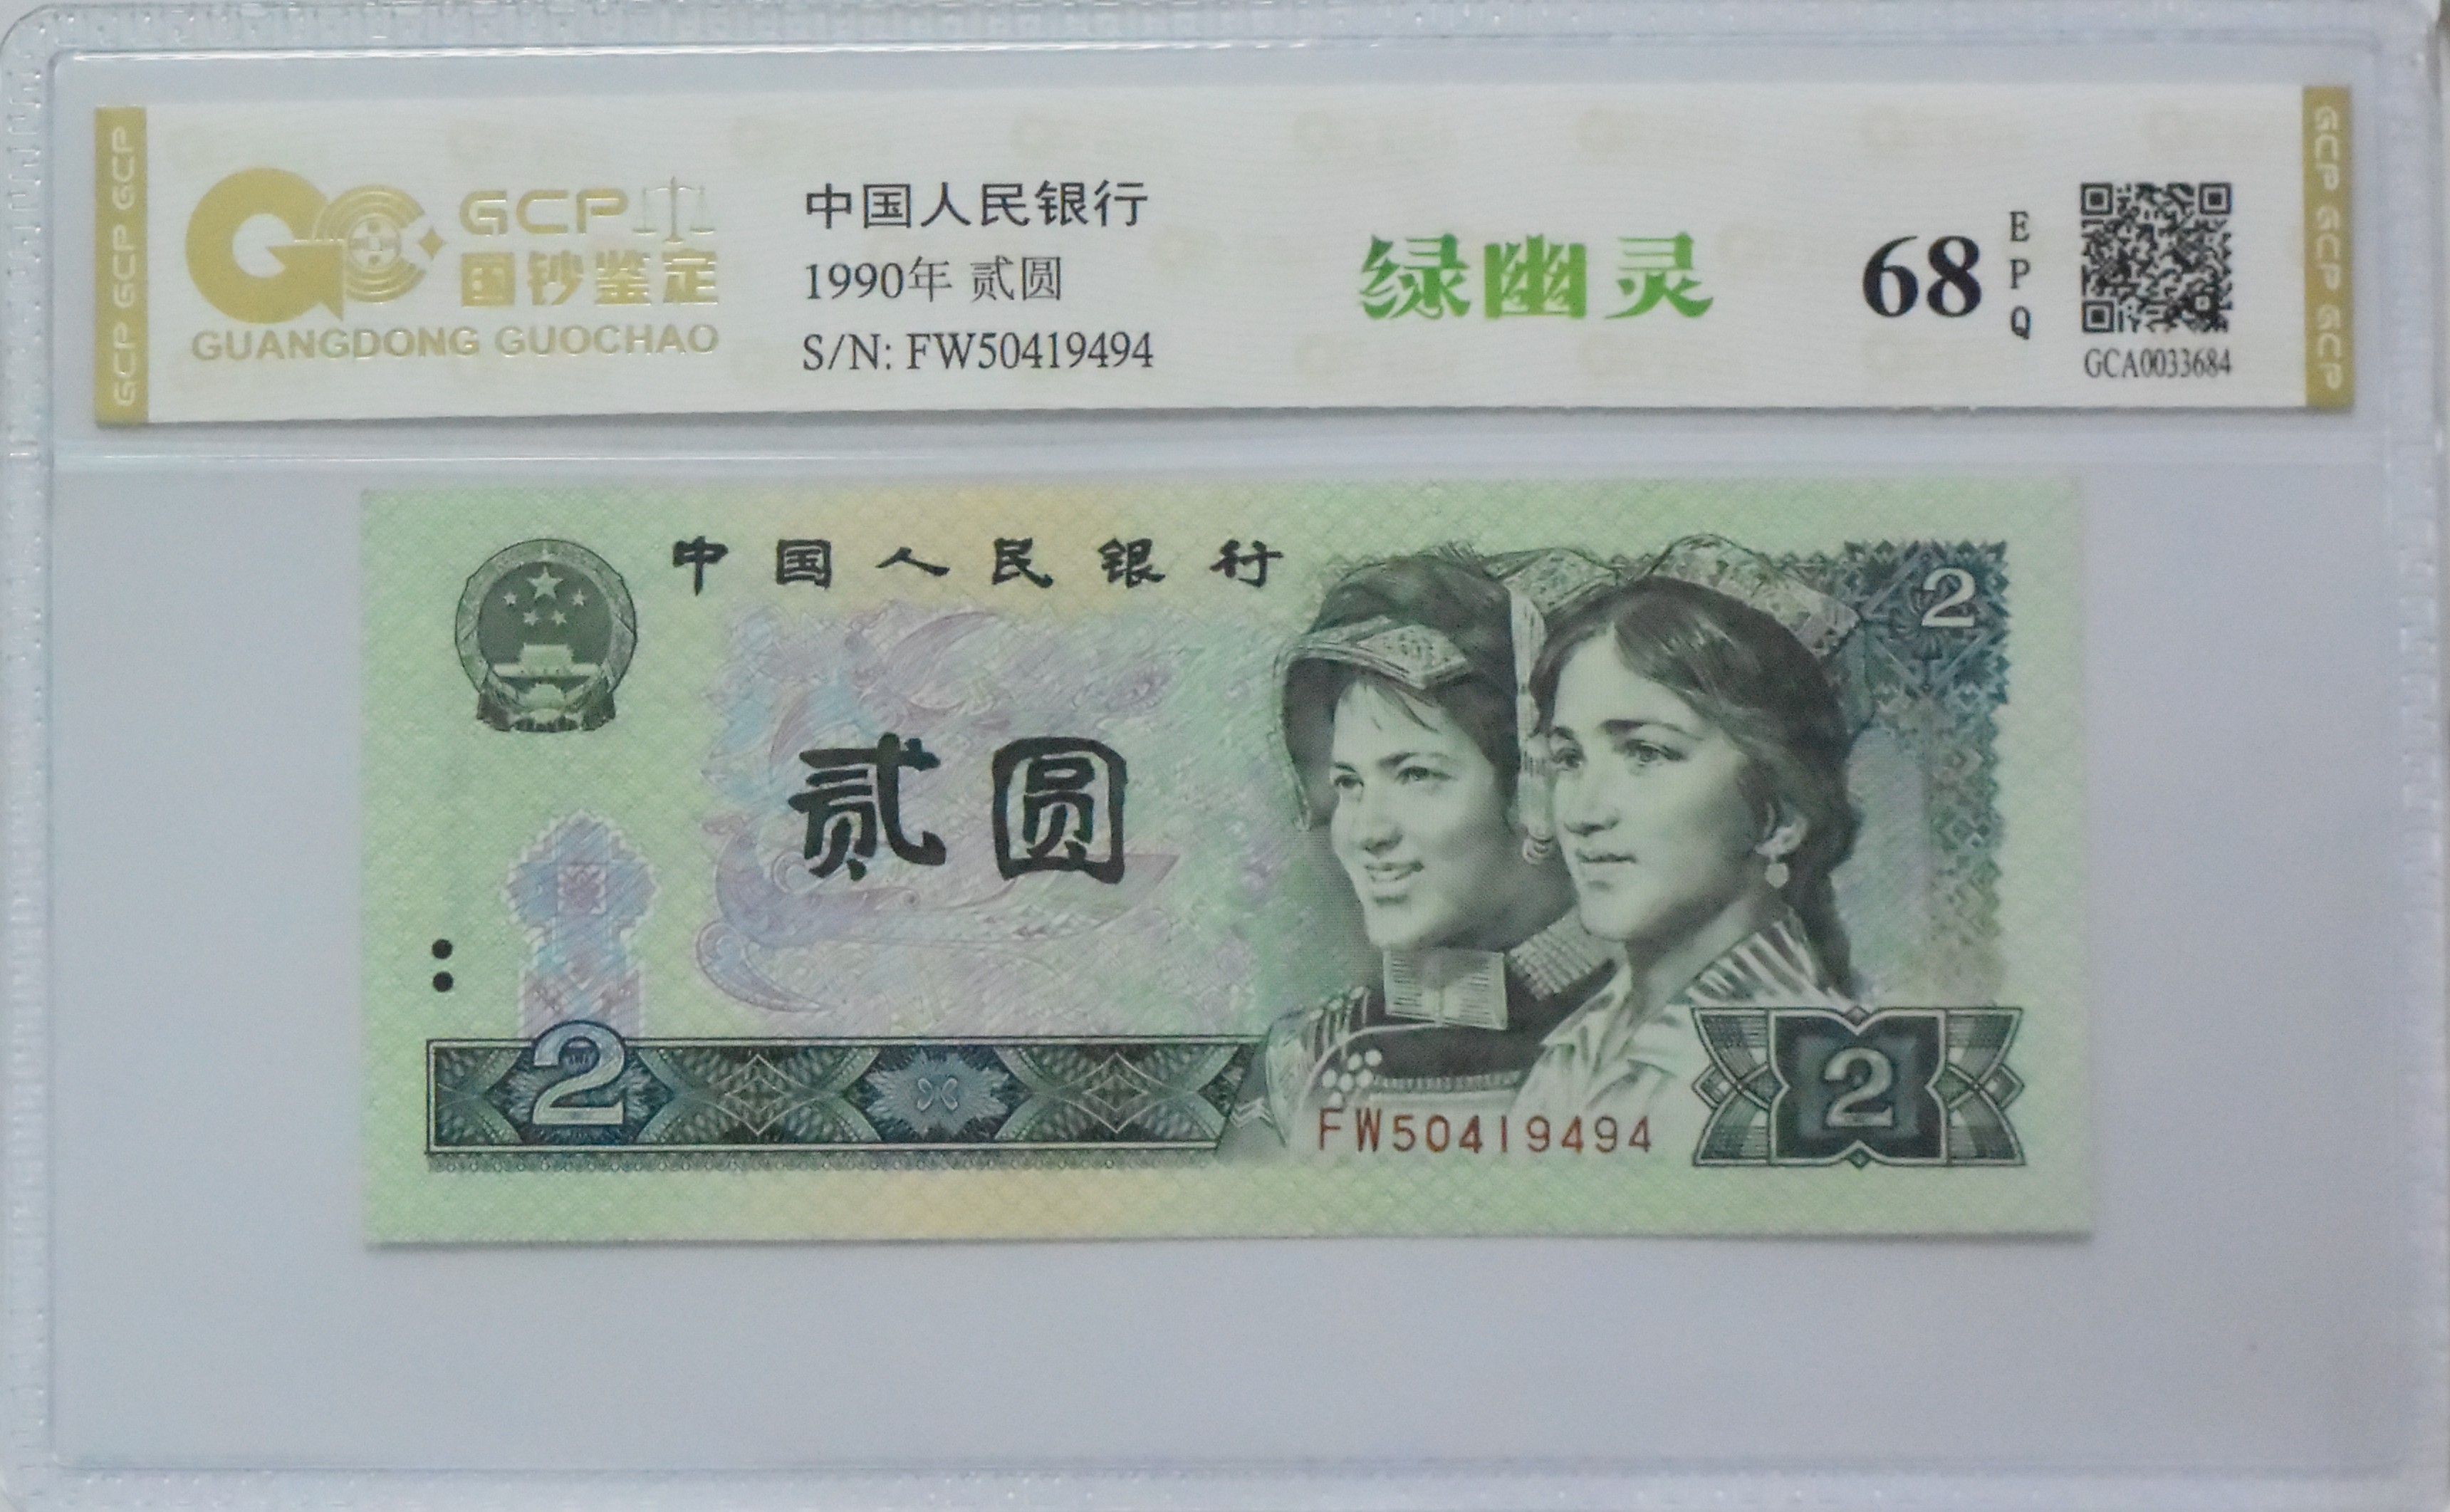 GCP GCP GCP
GCP
国钞鉴定
GUANGDONG GUOCHAO
中国人民银行
1990年 贰圆
S/N: FW50419494
绿幽灵
68
EPQ
GCA0033684
GCP GCP GCP
中国人民银行
2
贰圆
2
FW50419494
2